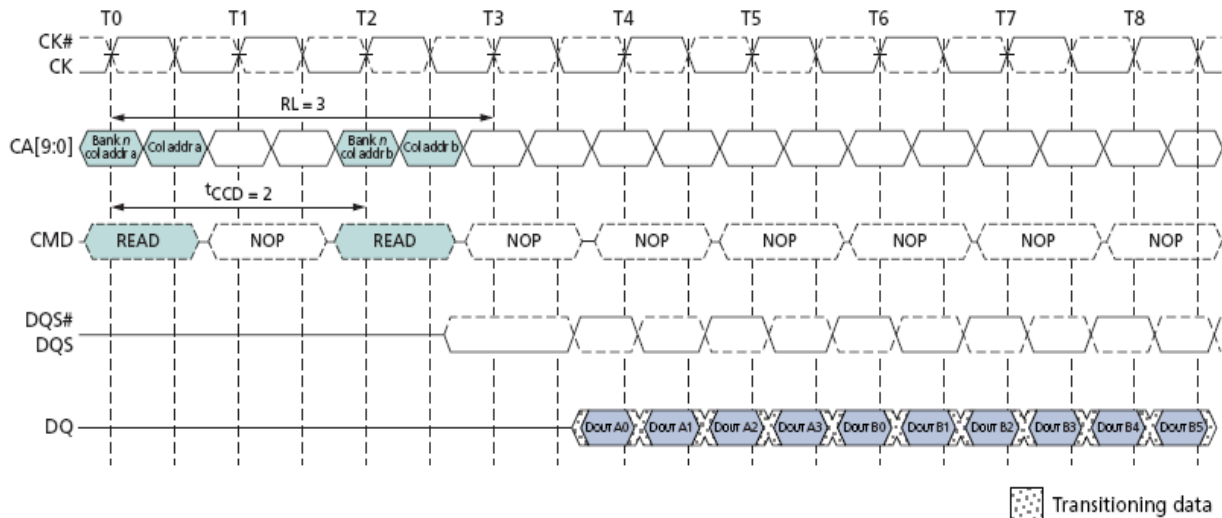 T0 T1 T2 T3 T4 T5 T6 T7 T8
CK#
CK
RL = 3
CA[9:0] Bank n col addr a Col addr a Bank n col addr b Col addr b
tCCD = 2
CMD READ NOP READ NOP NOP NOP NOP NOP NOP
DQS#
DQS
DQ DOUT A0 DOUT A1 DOUT A2 DOUT A3 DOUT B0 DOUT B1 DOUT B2 DOUT B3 DOUT B4 DOUT B5
Transitioning data